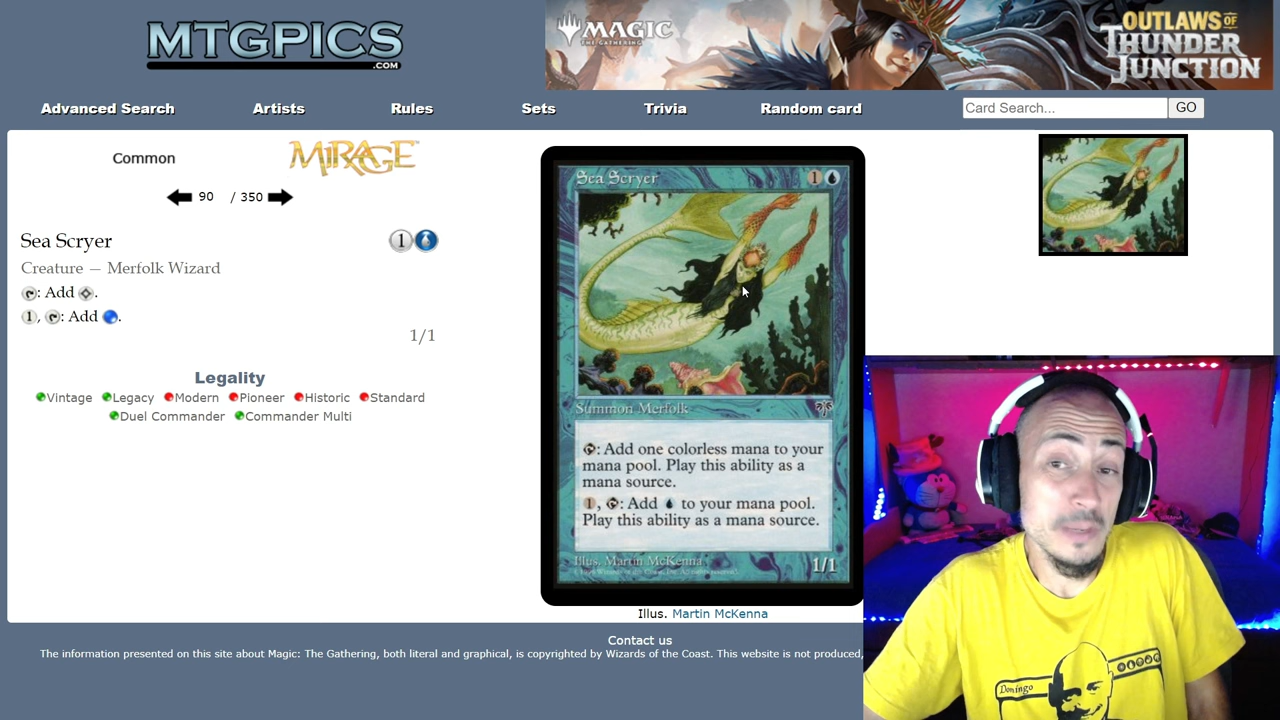 MTGPICS
.COM
MAGIC
THE GATHERING
OUTLAWS OF
THUNDER
JUNCTION
Advanced Search
Artists
Rules
Sets
Trivia
Random card
Card Search...
GO
Common
MIRAGE
90 / 350
Sea Scryer
1
Creature — Merfolk Wizard
: Add .
1, : Add .
1/1
Legality
Vintage Legacy Modern Pioneer Historic Standard
Duel Commander Commander Multi
Sea Scryer 1
Summon Merfolk
: Add one colorless mana to your
mana pool. Play this ability as a
mana source.
1, : Add to your mana pool.
Play this ability as a mana source.
Illus. Martin McKenna
1/1
Illus. Martin McKenna
Contact us
The information presented on this site about Magic: The Gathering, both literal and graphical, is copyrighted by Wizards of the Coast. This website is not produced,
Domingo